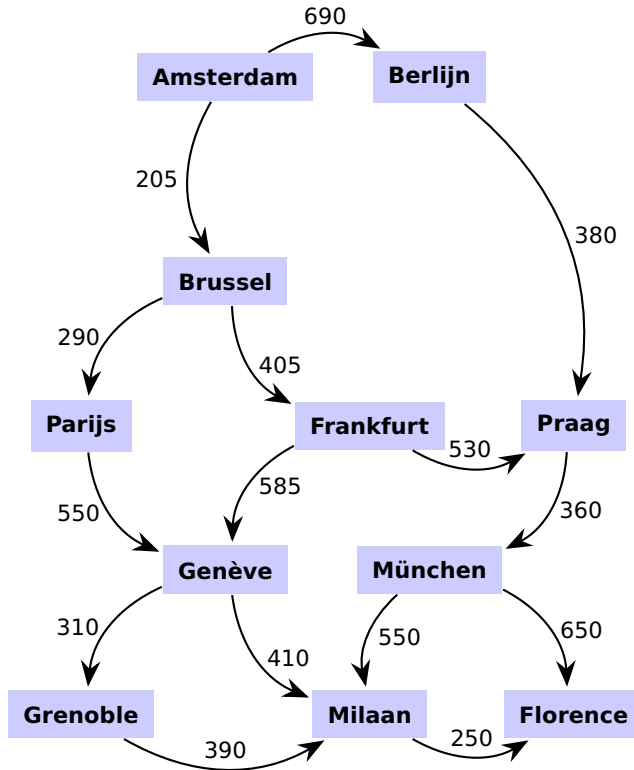 690
Amsterdam
Berlijn
205
380
Brussel
290
405
Parijs
Frankfurt
530
Praag
550
585
360
Genève
München
310
410
550
650
Grenoble
Milaan
Florence
390
250